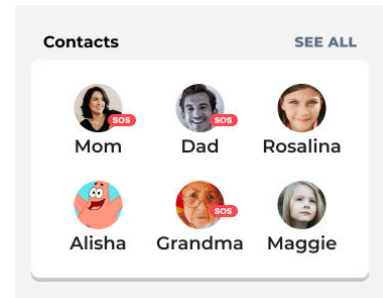 Contacts SEE ALL
SOS SOS
Mom Dad Rosalina
SOS
Alisha Grandma Maggie